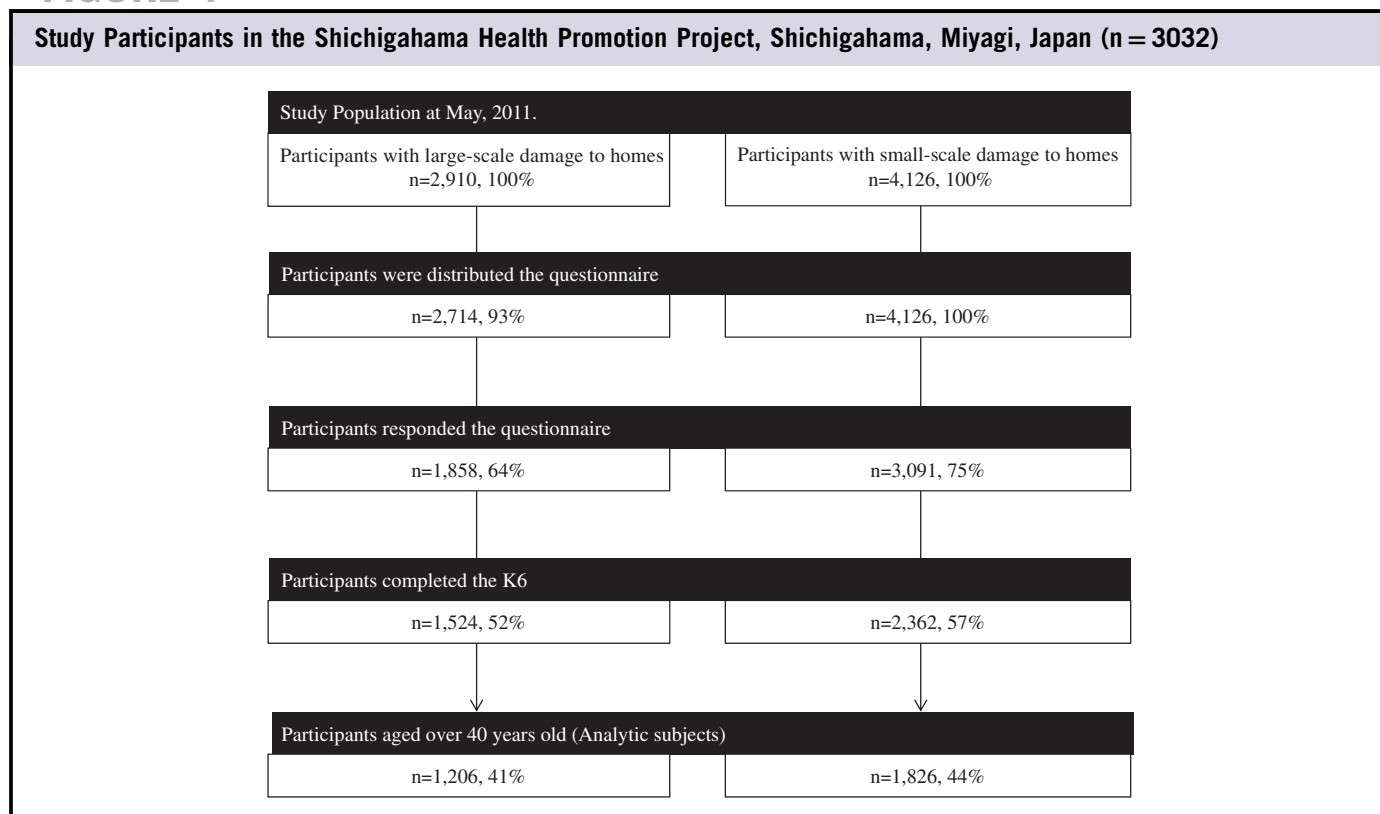 Study Participants in the Shichigahama Health Promotion Project, Shichigahama, Miyagi, Japan (n = 3032)
Study Population at May, 2011.
Participants with large-scale damage to homes
n=2,910, 100%
Participants with small-scale damage to homes
n=4,126, 100%
Participants were distributed the questionnaire
n=2,714, 93%
n=4,126, 100%
Participants responded the questionnaire
n=1,858, 64%
n=3,091, 75%
Participants completed the K6
n=1,524, 52%
n=2,362, 57%
Participants aged over 40 years old (Analytic subjects)
n=1,206, 41%
n=1,826, 44%